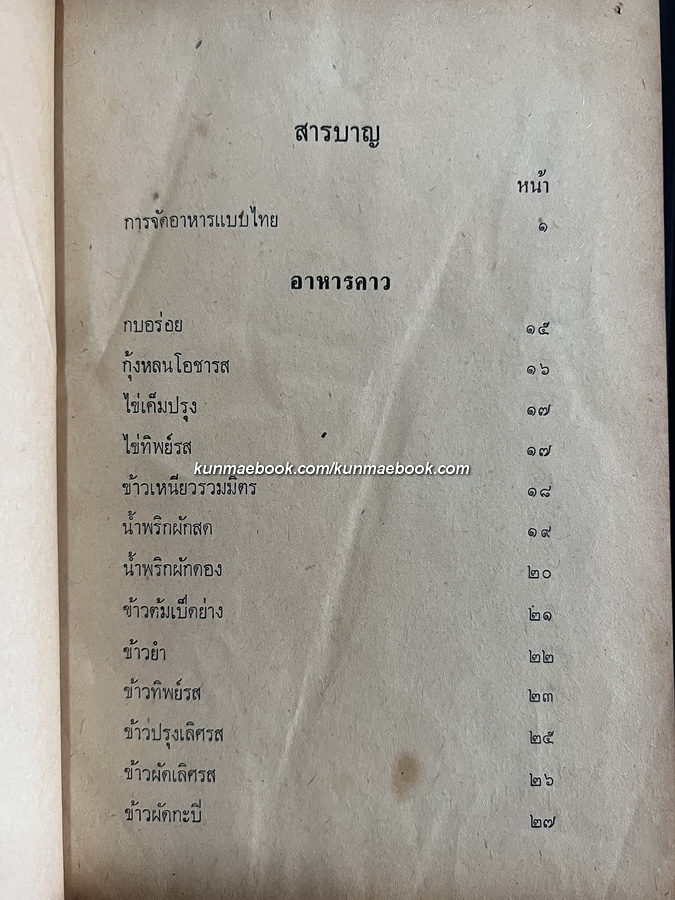 สารบาญ
หน้า
การจัดอาหารแบบไทย ๑
อาหารคาว
กบอร่อย ๑๕
กุ้งหลนโอชารส ๑๖
ไข่เค็มปรุง ๑๗
ไข่ทิพย์รส ๑๗
kunmaebook.com/kunmaebook.com
ข้าวเหนียวรวมมิตร ๑๘
น้ำพริกผักสด ๑๙
น้ำพริกผักดอง ๒๐
ข้าวต้มเป็ดย่าง ๒๑
ข้าวยำ ๒๒
ข้าวทิพย์รส ๒๓
ข้าวปรุงเลิศรส ๒๕
ข้าวผัดเลิศรส ๒๖
ข้าวผัดกะปี ๒๗